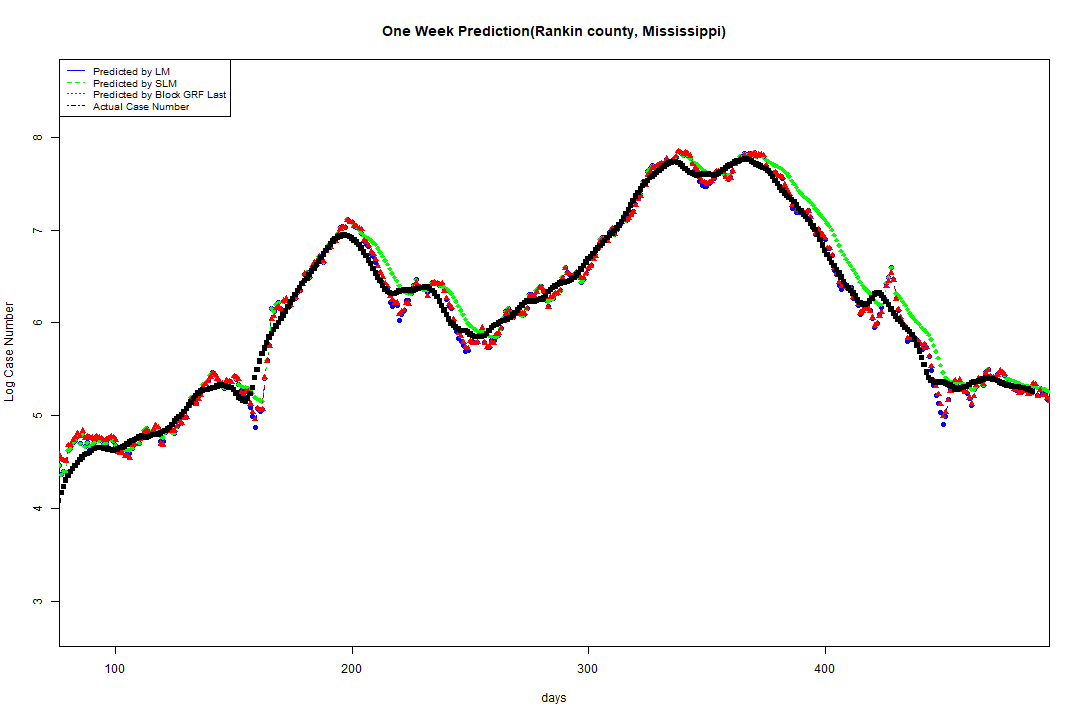 One Week Prediction(Rankin county, Mississippi)
Predicted by LM
Predicted by SLM
Predicted by Block GRF Last
Actual Case Number
Log Case Number
8
7
6
5
4
3
100 200 300 400
days